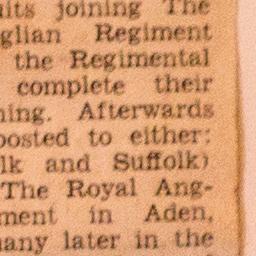 uits joining The
glian Regiment
the Regimental
complete their
ning. Afterwards
posted to either:
lk and Suffolk)
The Royal Ang-
ment in Aden,
many later in the